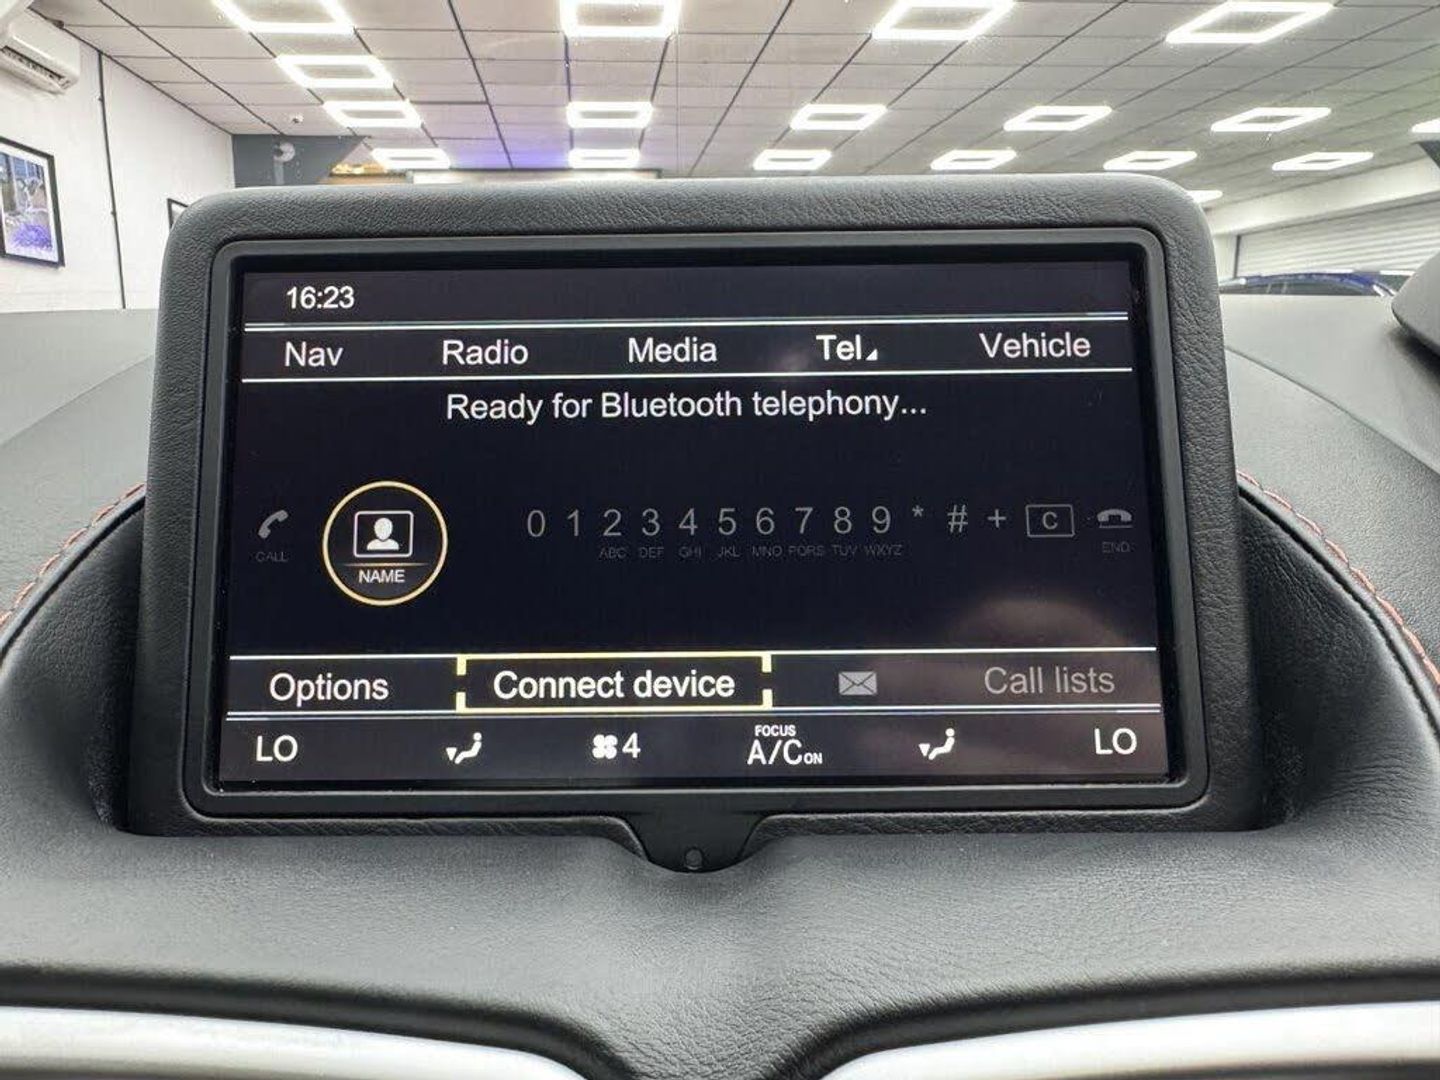 16:23
Nav Radio Media Tel Vehicle
Ready for Bluetooth telephony...
0 1 2 3 4 5 6 7 8 9 * # + C
CALL ABC DEF GHI JKL MNO PQRS TUV WXYZ END
NAME
Options Connect device Call lists
LO 4 FOCUS A/C ON LO